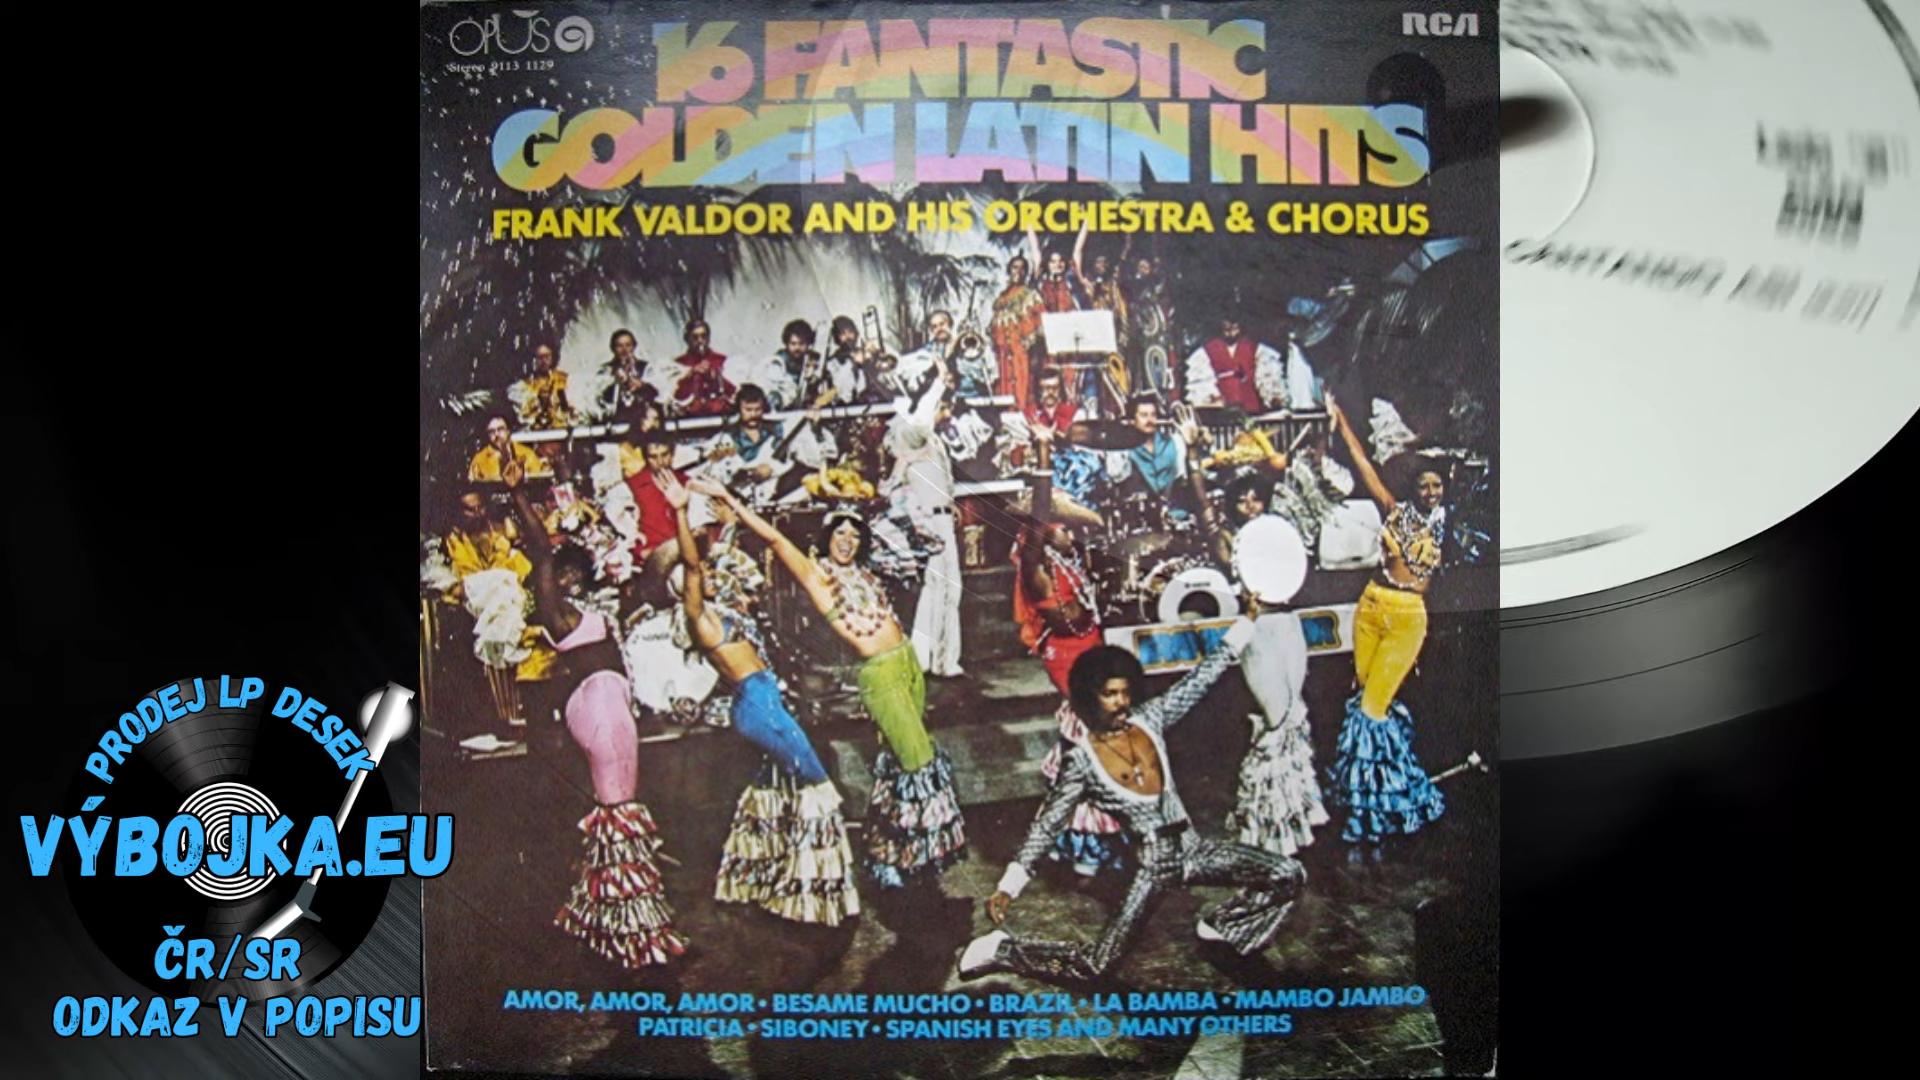 OPUS
Stereo 9113 1129
RCA
16 FANTASTIC
GOLDEN LATIN HITS
FRANK VALDOR AND HIS ORCHESTRA & CHORUS
AMOR, AMOR, AMOR • BESAME MUCHO • BRAZIL • LA BAMBA • MAMBO JAMBO
PATRICIA • SIBONEY • SPANISH EYES AND MANY OTHERS
PRODEJ LP DESEK
VÝBOJKA.EU
ČR/SR
ODKAZ V POPISU